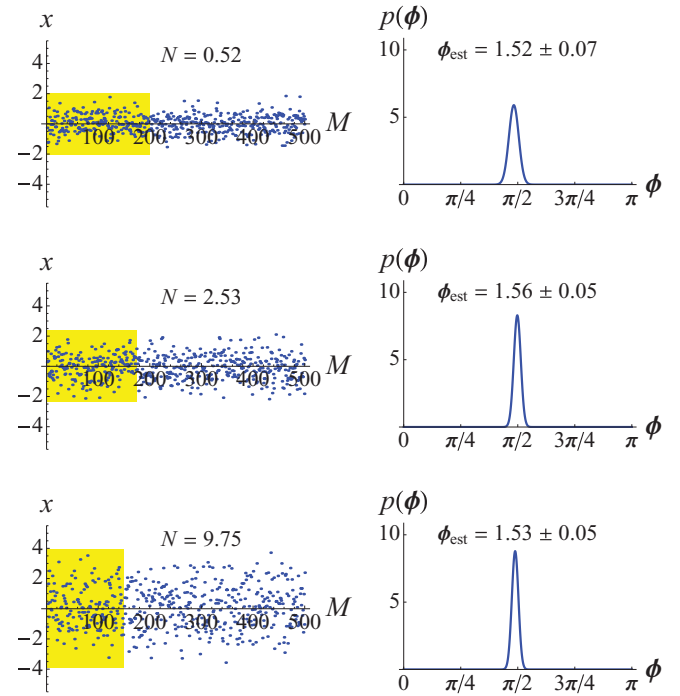 x
N = 0.52
4
2
−2
−4
100 200 300 400 500 M
p(ϕ)
ϕest = 1.52 ± 0.07
10
5
0 π/4 π/2 3π/4 π ϕ
x
N = 2.53
4
2
−2
−4
100 200 300 400 500 M
p(ϕ)
ϕest = 1.56 ± 0.05
10
5
0 π/4 π/2 3π/4 π ϕ
x
N = 9.75
4
2
−2
−4
100 200 300 400 500 M
p(ϕ)
ϕest = 1.53 ± 0.05
10
5
0 π/4 π/2 3π/4 π ϕ